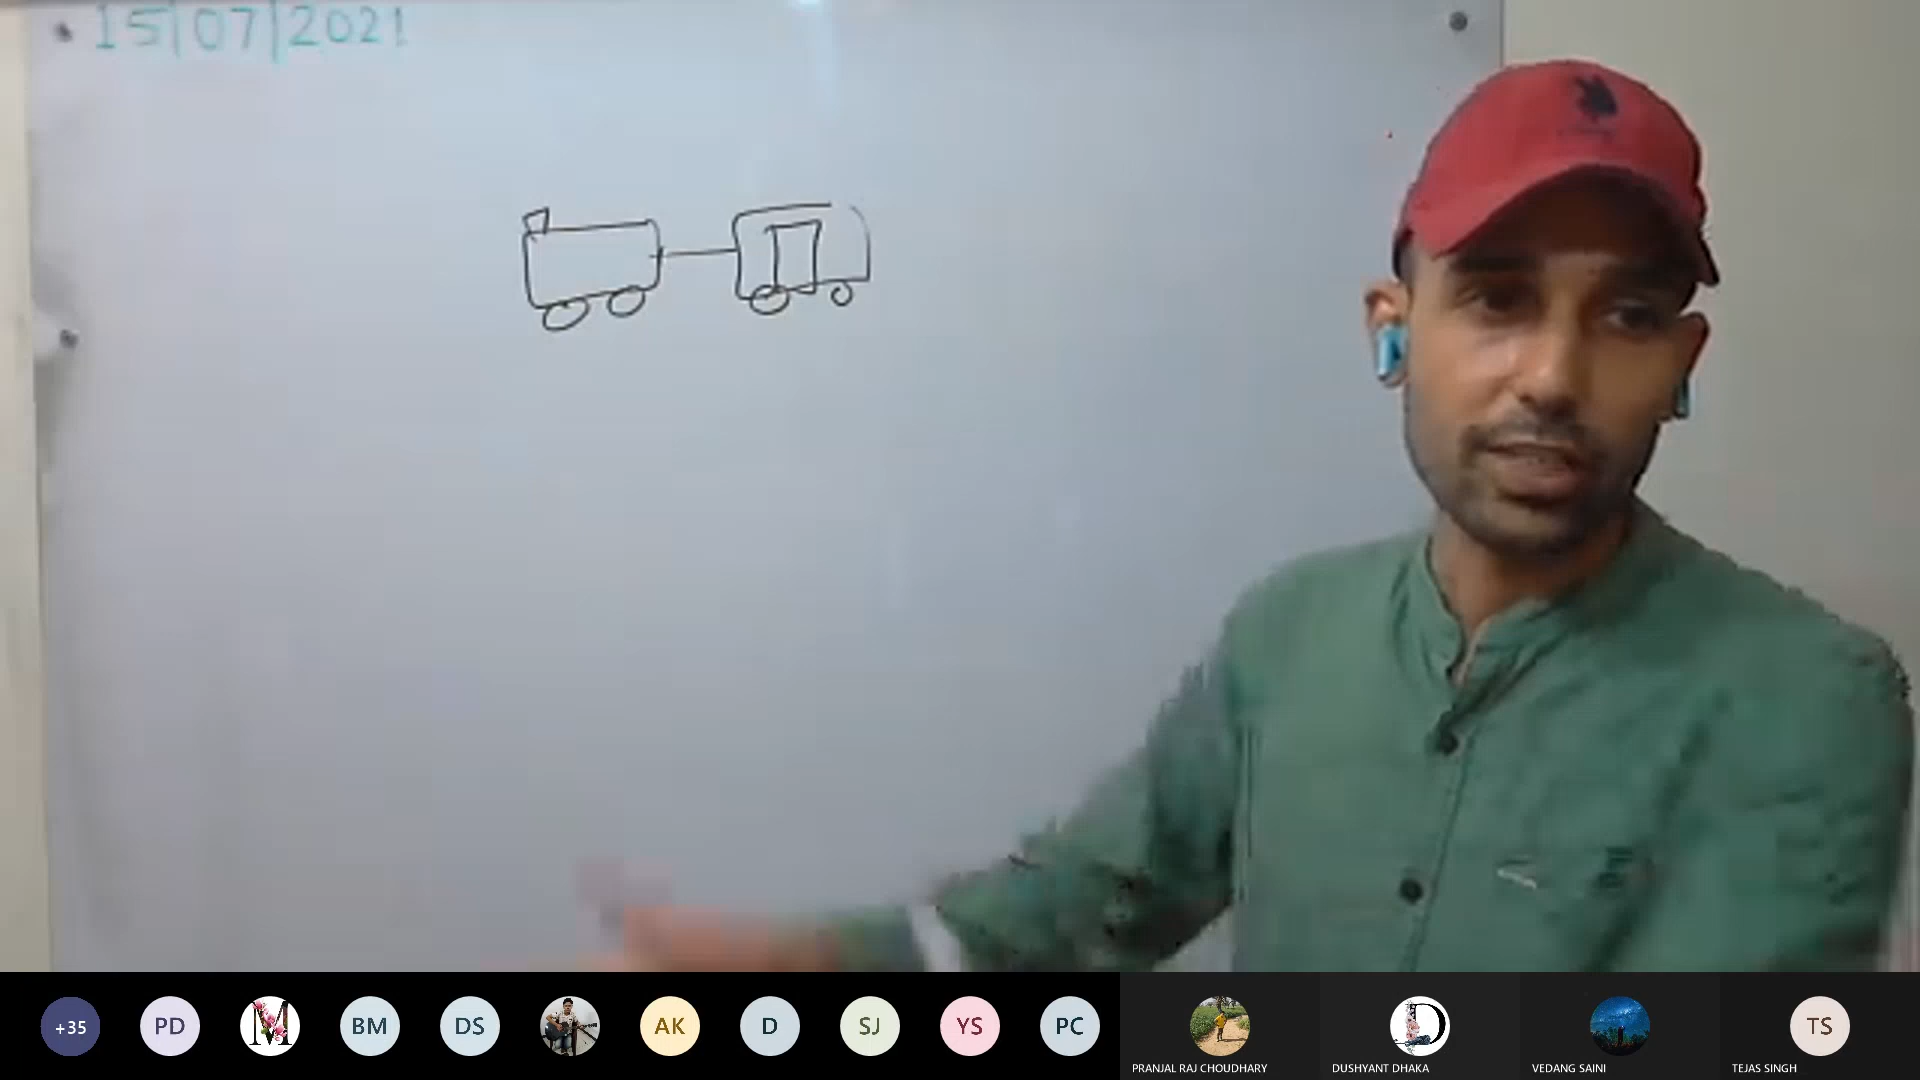 15/07/2021
+35
PD
M
BM
DS
AK
D
SJ
YS
PC
D
TS
PRANJAL RAJ CHOUDHARY
DUSHYANT DHAKA
VEDANG SAINI
TEJAS SINGH